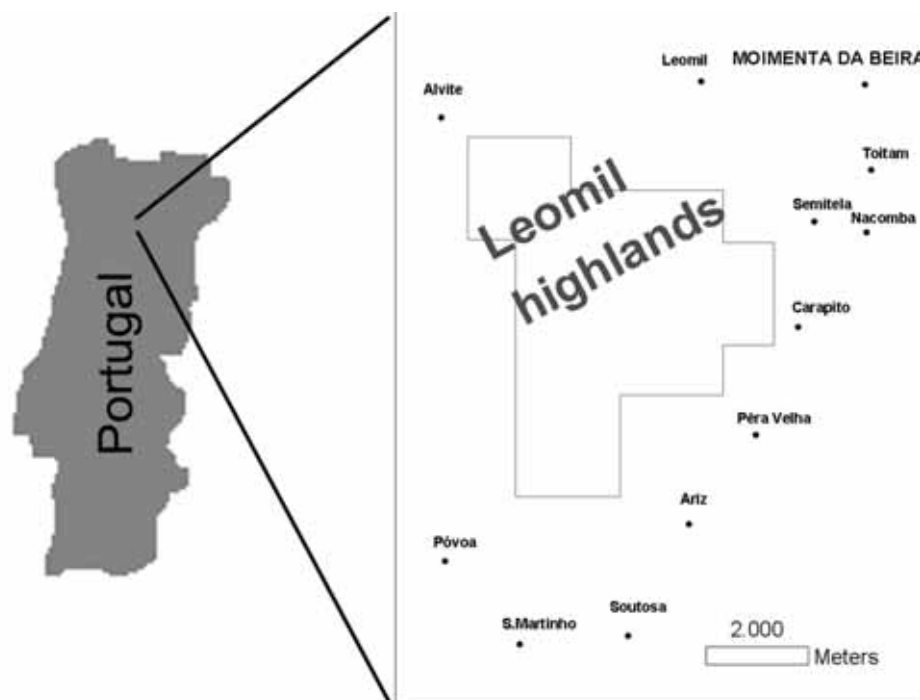 Portugal
Leomil
MOIMENTA DA BEIRA
Alvite
Toitam
Leomil
highlands
Semitela
Nacomba
Carapito
Pêra Velha
Ariz
Póvoa
S.Martinho
Soutosa
2.000
Meters